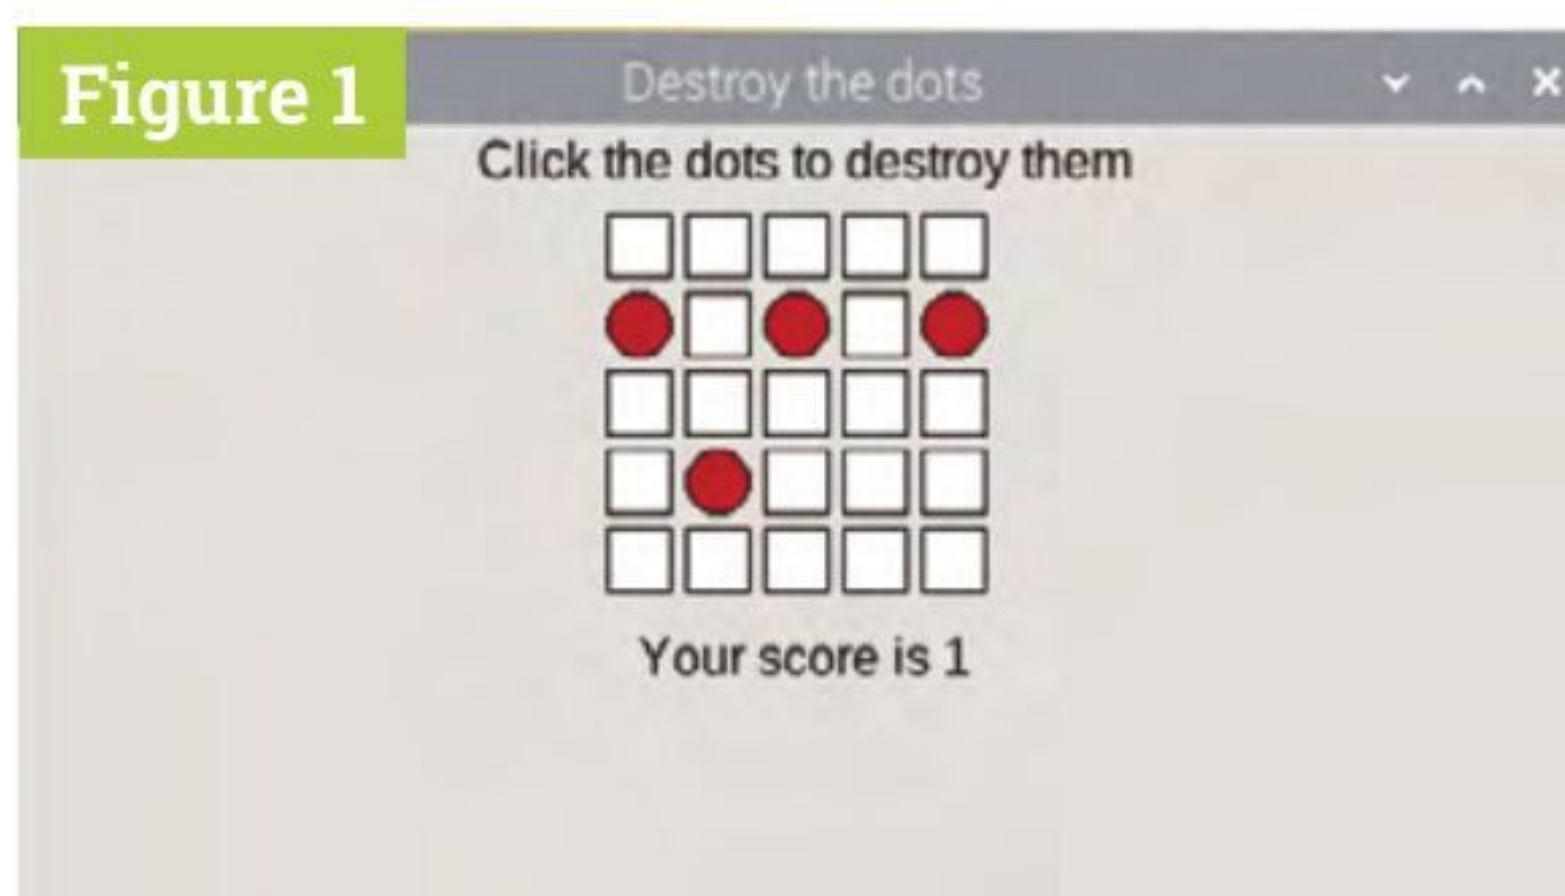 Figure 1
Destroy the dots
Click the dots to destroy them
Your score is 1